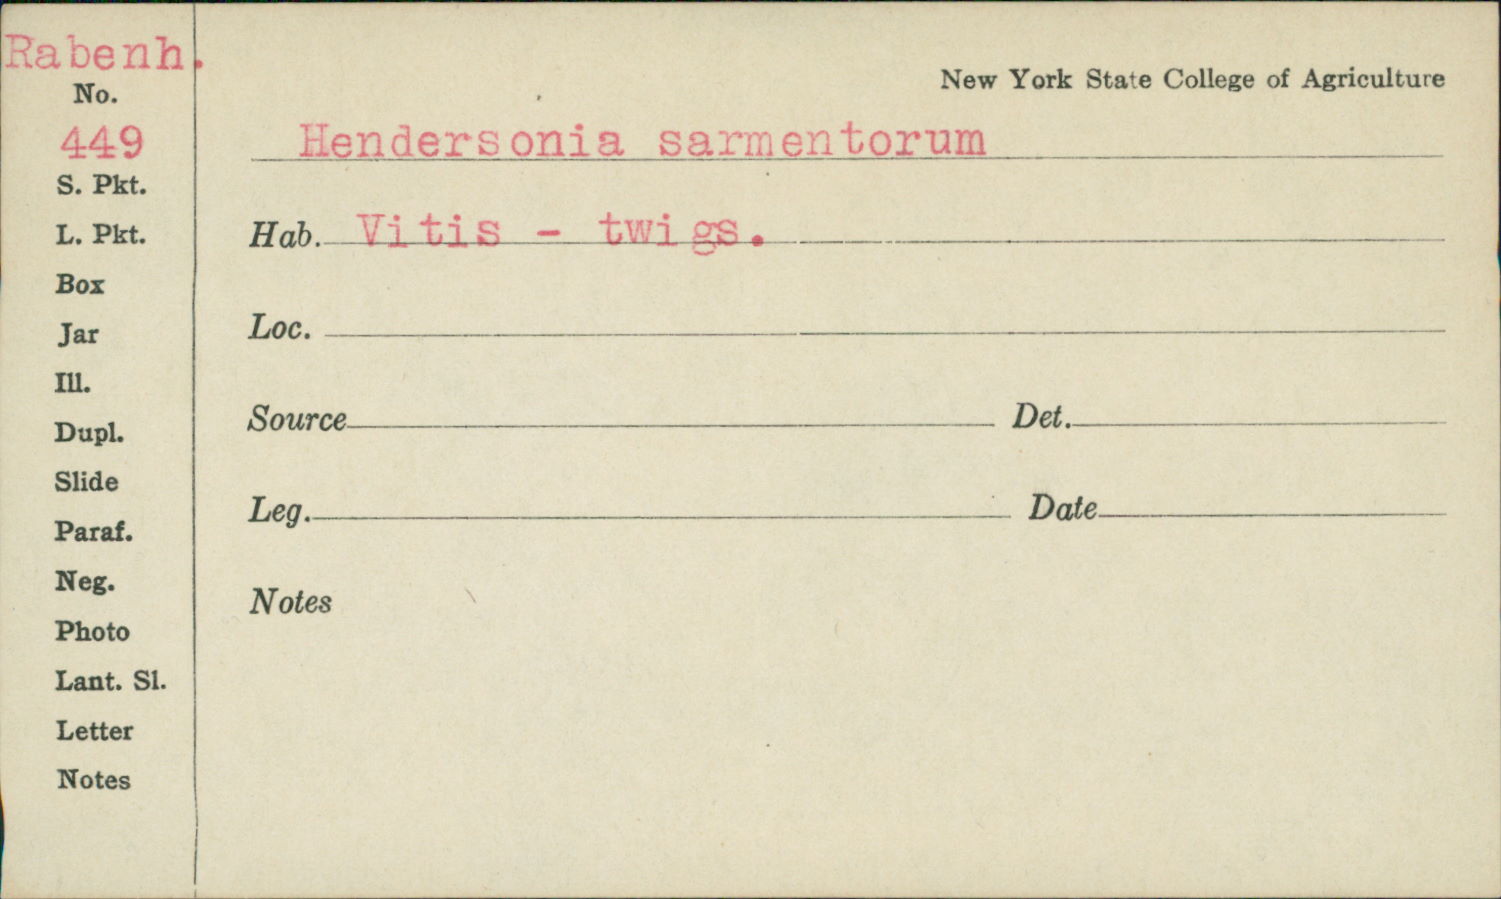 Rabenh.
No.
449
S. Pkt.
L. Pkt.
Box
Jar
Ill.
Dupl.
Slide
Paraf.
Neg.
Photo
Lant. Sl.
Letter
Notes
New York State College of Agriculture
Hendersonia sarmentorum
Hab. Vitis - twigs.
Loc.
Source Det.
Leg. Date
Notes